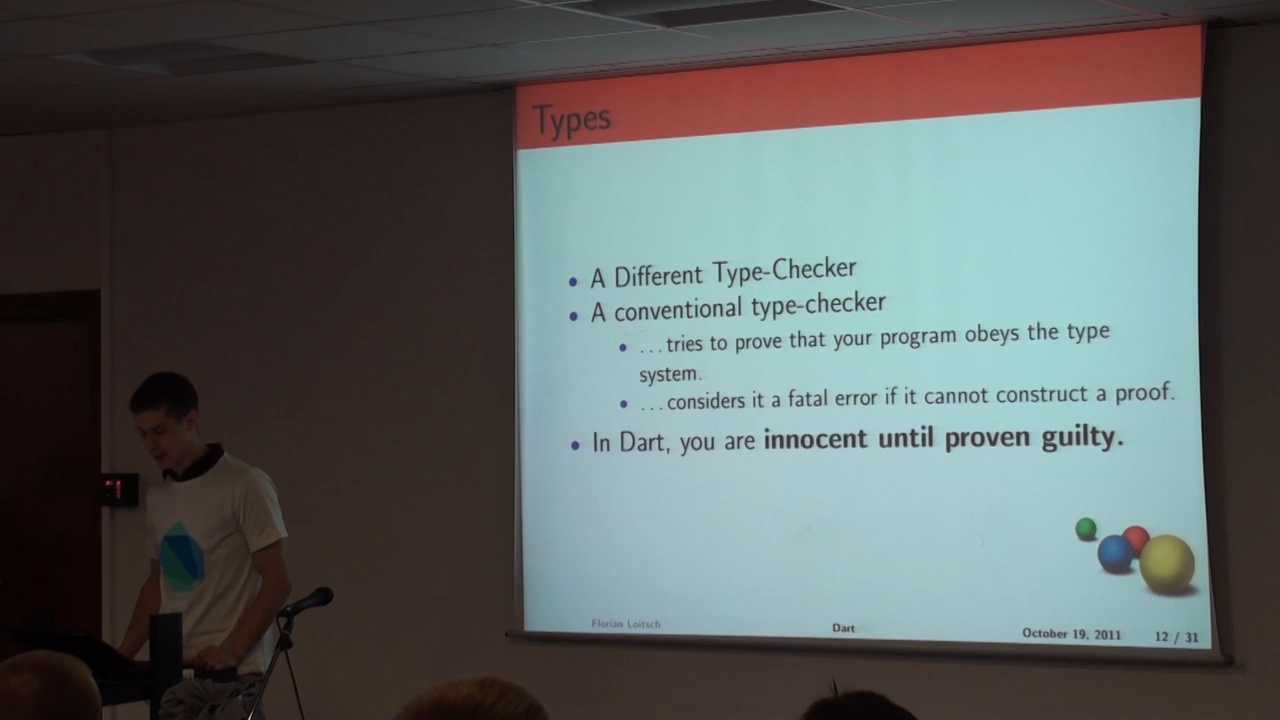 Types
A Different Type-Checker
A conventional type-checker
...tries to prove that your program obeys the type
system.
...considers it a fatal error if it cannot construct a proof.
In Dart, you are innocent until proven guilty.
Florian Loitsch
Dart
October 19, 2011
12 / 31